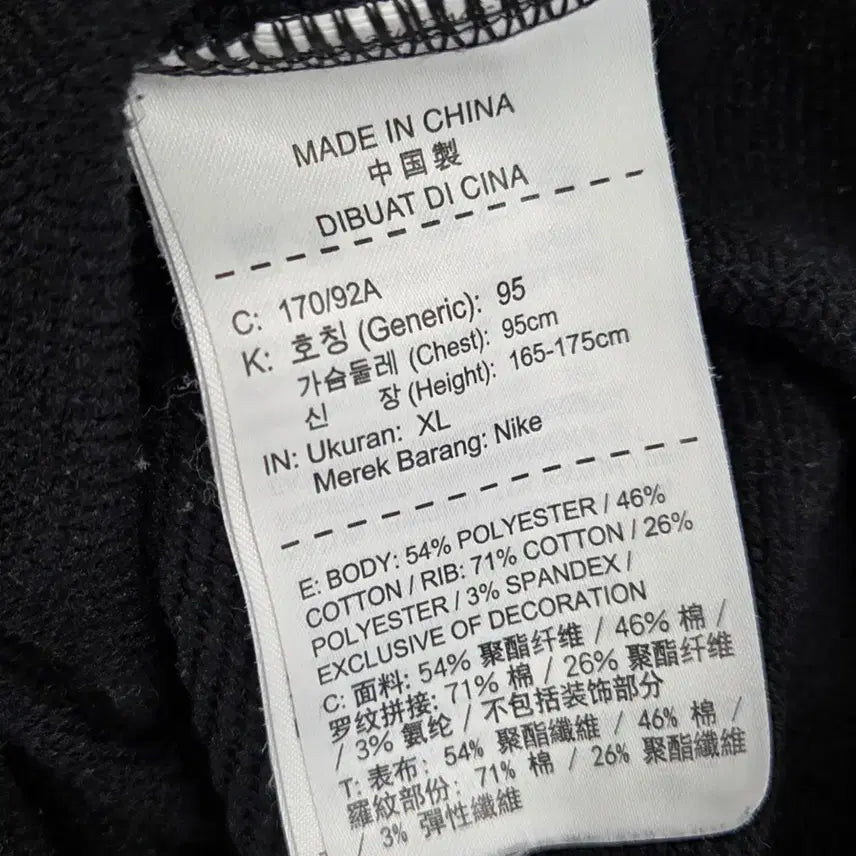 MADE IN CHINA
中国製
DIBUAT DI CINA
C: 170/92A
K: 호칭 (Generic): 95
가슴둘레 (Chest): 95cm
신 장 (Height): 165-175cm
IN: Ukuran: XL
Merek Barang: Nike
E: BODY: 54% POLYESTER / 46%
COTTON / RIB: 71% COTTON / 26%
POLYESTER / 3% SPANDEX /
EXCLUSIVE OF DECORATION
C: 面料: 54% 聚酯纤维 / 46% 棉 /
罗纹拼接: 71% 棉 / 26% 聚酯纤维
/ 3% 氨纶 / 不包括装饰部分
T: 表布: 54% 聚酯纖維 / 46% 棉 /
羅紋部份: 71% 棉 / 26% 聚酯纖維
/ 3% 彈性纖維